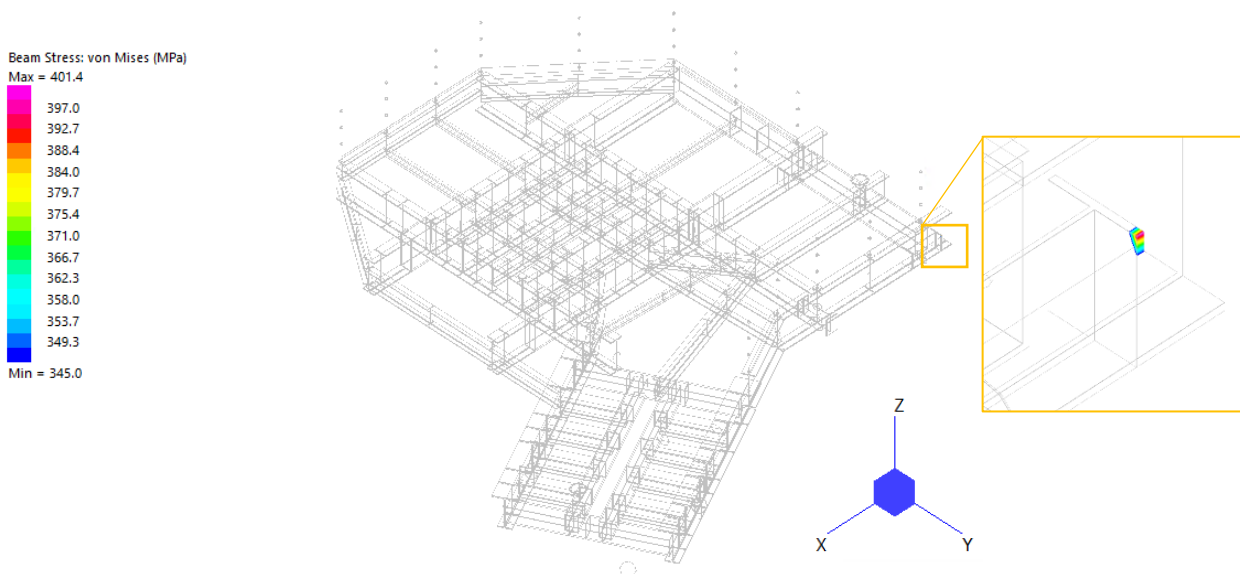 Beam Stress: von Mises (MPa)
Max = 401.4
397.0
392.7
388.4
384.0
379.7
375.4
371.0
366.7
362.3
358.0
353.7
349.3
Min = 345.0
Z
X
Y